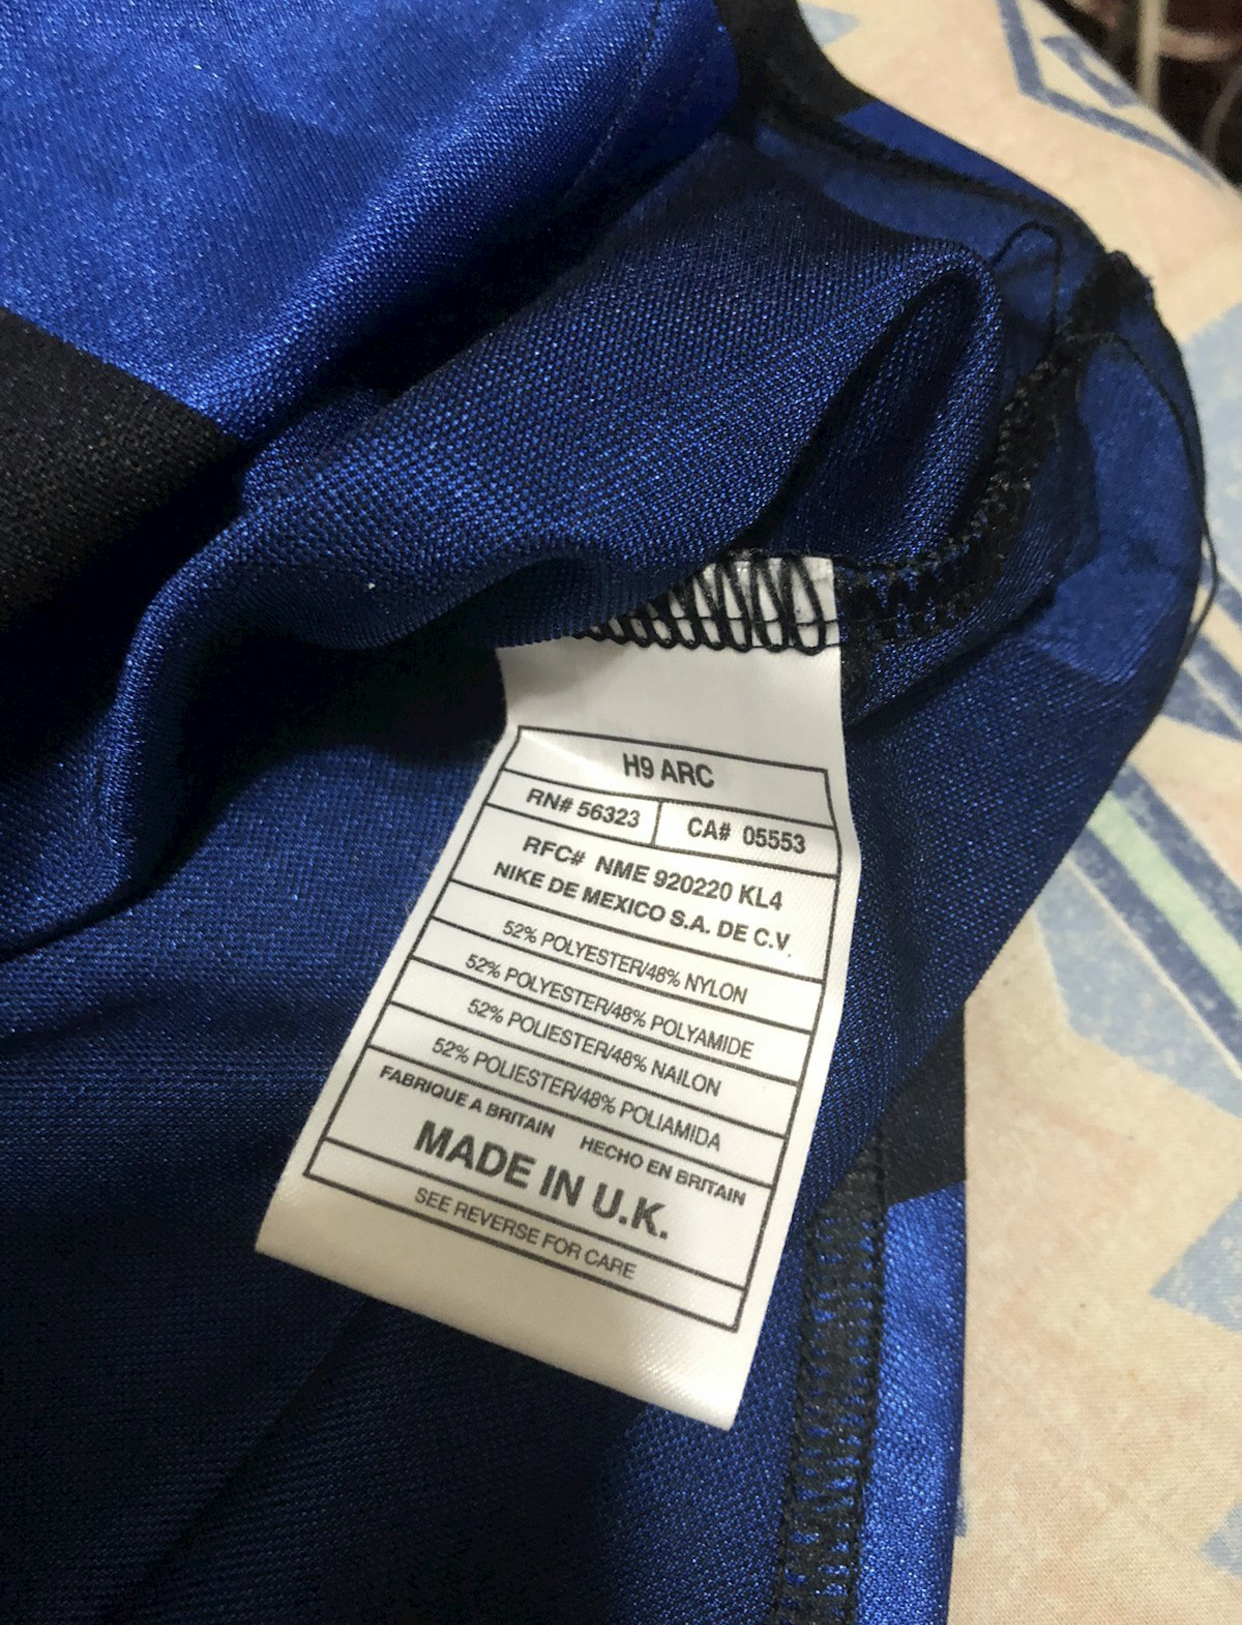 H9 ARC
RN# 56323 CA# 05553
RFC# NME 920220 KL4
NIKE DE MEXICO S.A. DE C.V.
52% POLYESTER/48% NYLON
52% POLYESTER/48% POLYAMIDE
52% POLIESTER/48% NAILON
52% POLIESTER/48% POLIAMIDA
FABRIQUE A BRITAIN HECHO EN BRITAIN
MADE IN U.K.
SEE REVERSE FOR CARE